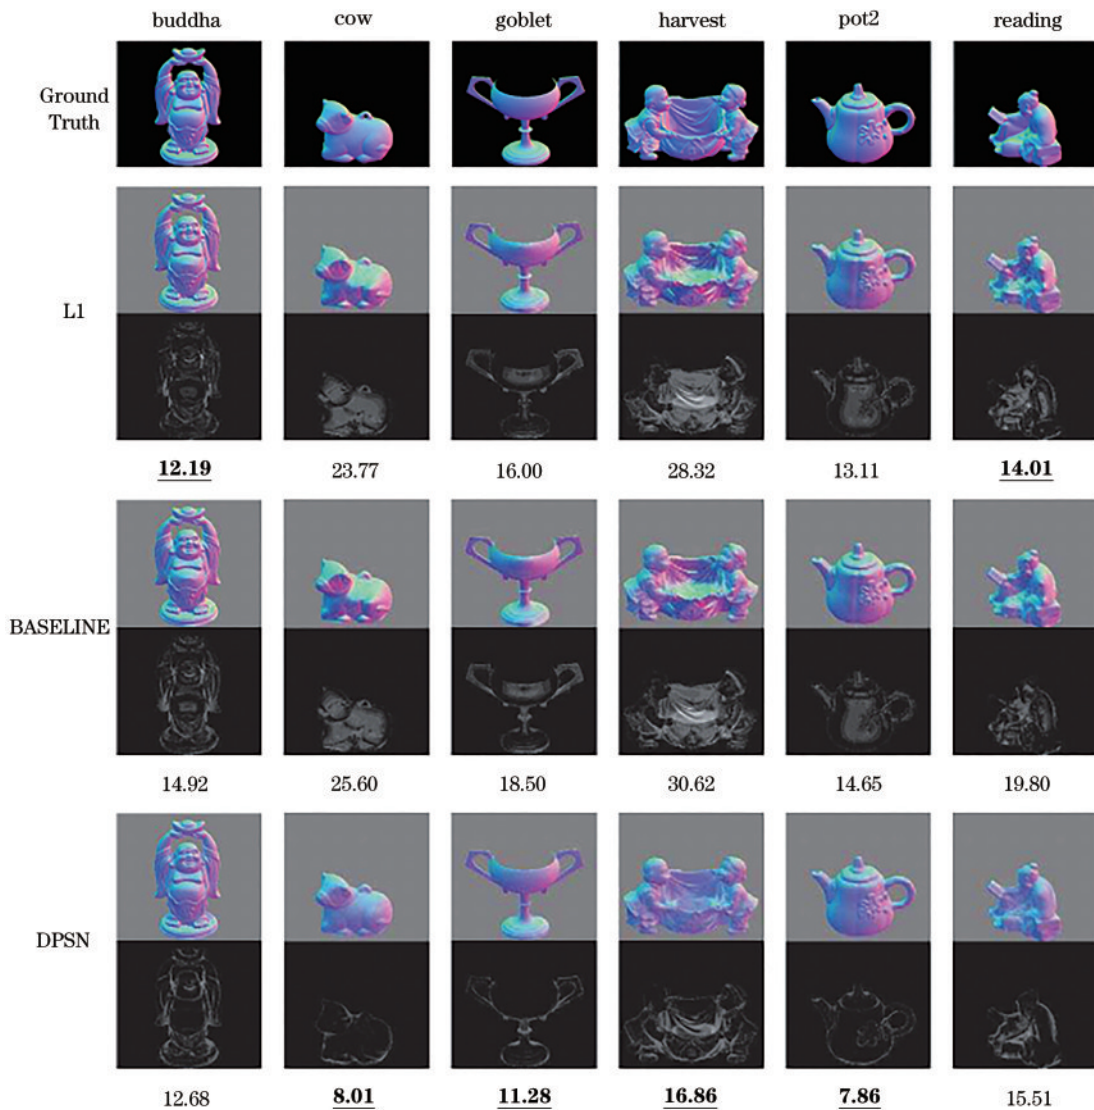 buddha cow goblet harvest pot2 reading
Ground
Truth
L1
12.19 23.77 16.00 28.32 13.11 14.01
BASELINE
14.92 25.60 18.50 30.62 14.65 19.80
DPSN
12.68 8.01 11.28 16.86 7.86 15.51